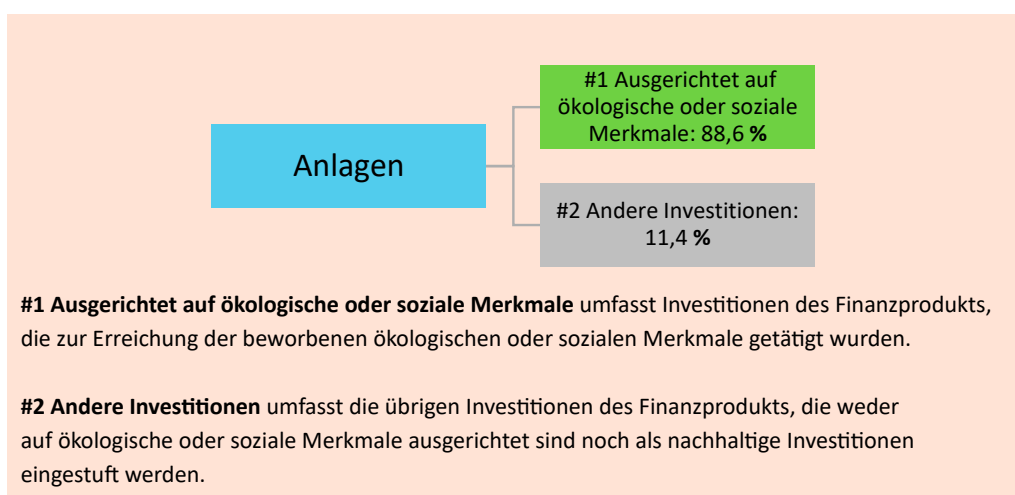 #1 Ausgerichtet auf
ökologische oder soziale
Merkmale: 88,6 %
Anlagen
#2 Andere Investitionen:
11,4 %
#1 Ausgerichtet auf ökologische oder soziale Merkmale umfasst Investitionen des Finanzprodukts,
die zur Erreichung der beworbenen ökologischen oder sozialen Merkmale getätigt wurden.
#2 Andere Investitionen umfasst die übrigen Investitionen des Finanzprodukts, die weder
auf ökologische oder soziale Merkmale ausgerichtet sind noch als nachhaltige Investitionen
eingestuft werden.